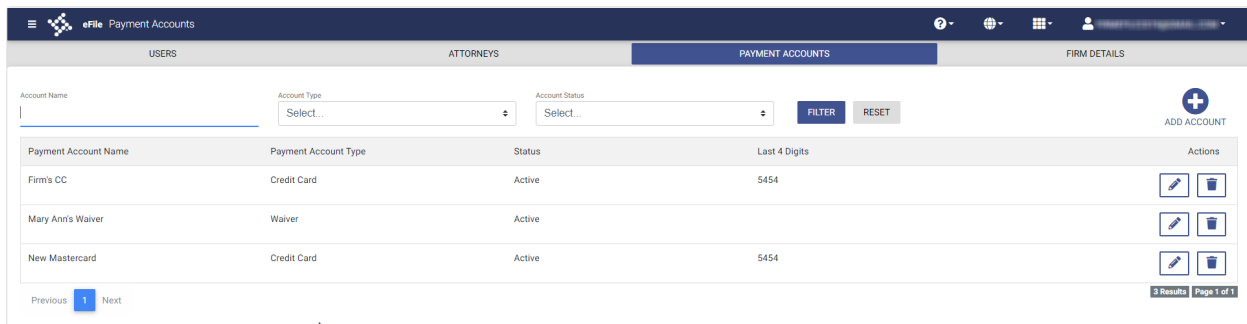 eFile Payment Accounts
USERS ATTORNEYS PAYMENT ACCOUNTS FIRM DETAILS
Account Name Account Type Account Status
Select... Select... FILTER RESET
ADD ACCOUNT
Payment Account Name Payment Account Type Status Last 4 Digits Actions
Firm's CC Credit Card Active 5454
Mary Ann's Waiver Waiver Active
New Mastercard Credit Card Active 5454
Previous 1 Next 3 Results Page 1 of 1